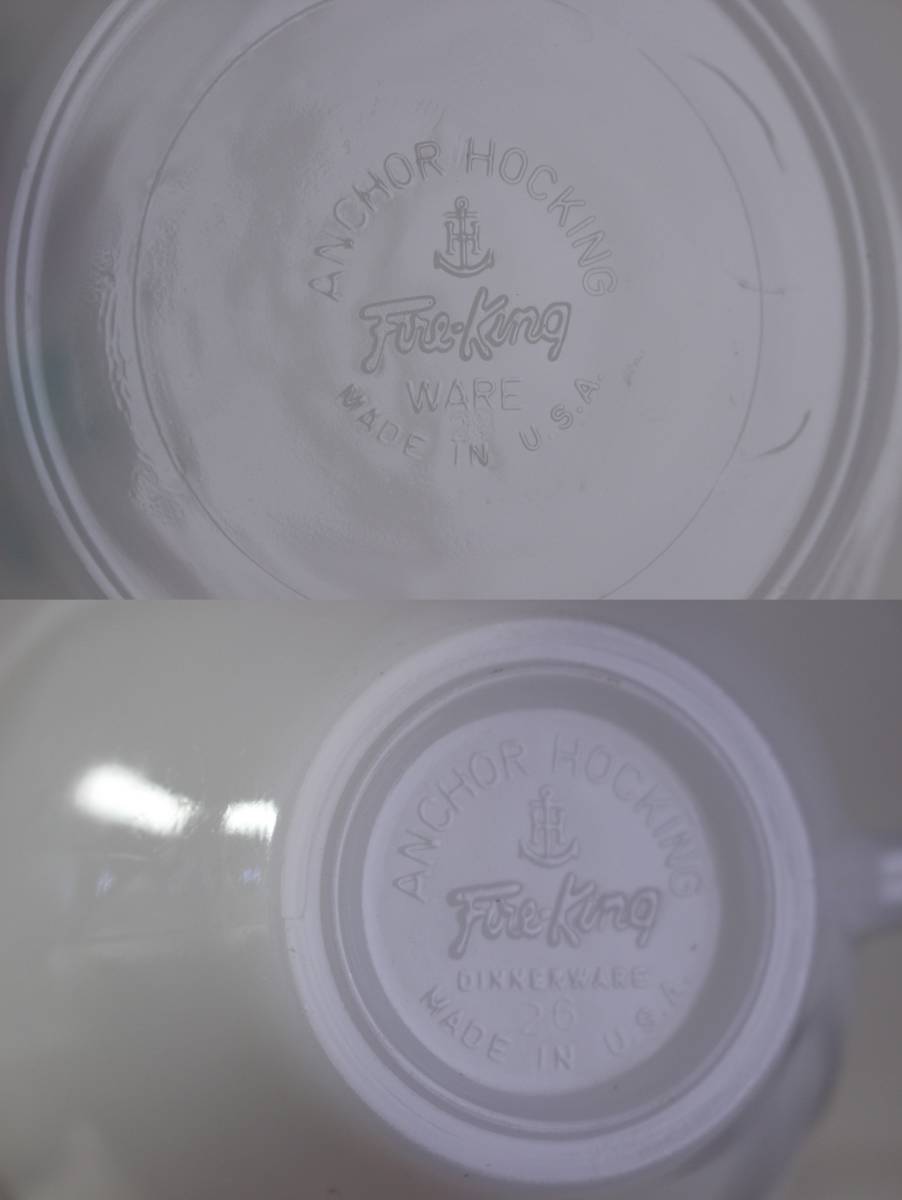 ANCHOR HOCKING
H
Fire-King
WARE
MADE IN U.S.A.
ANCHOR HOCKING
H
Fire-King
DINNERWARE
26
MADE IN U.S.A.